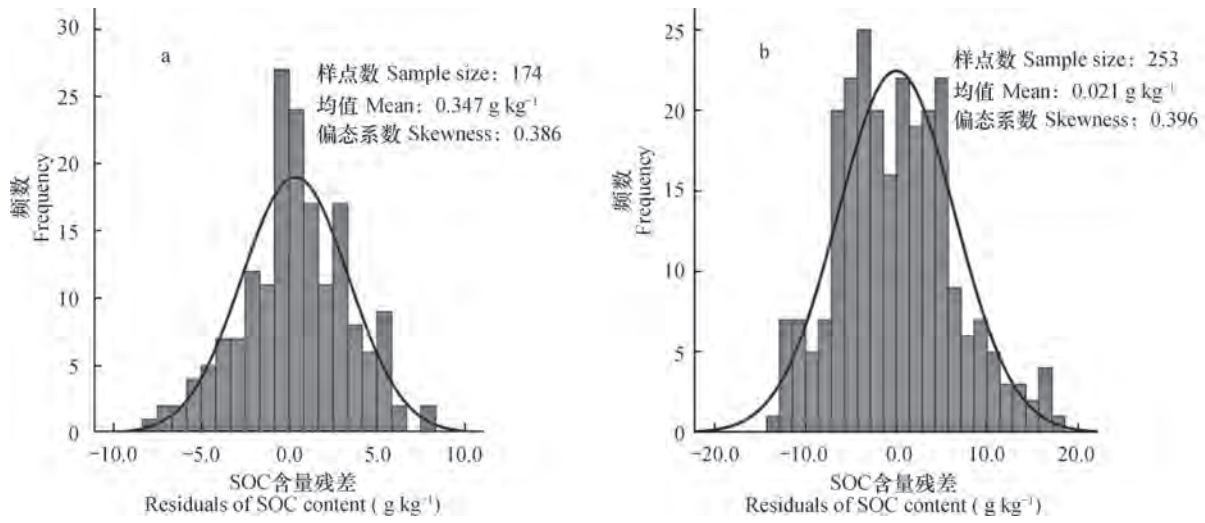 a
样点数 Sample size: 174
均值 Mean: 0.347 g kg⁻¹
偏态系数 Skewness: 0.386
30
25
20
15
10
5
0
频数
Frequency
−10.0 −5.0 0.0 5.0 10.0
SOC含量残差
Residuals of SOC content ( g kg⁻¹)
b
样点数 Sample size: 253
均值 Mean: 0.021 g kg⁻¹
偏态系数 Skewness: 0.396
25
20
15
10
5
0
频数
Frequency
−20.0 −10.0 0.0 10.0 20.0
SOC含量残差
Residuals of SOC content ( g kg⁻¹)